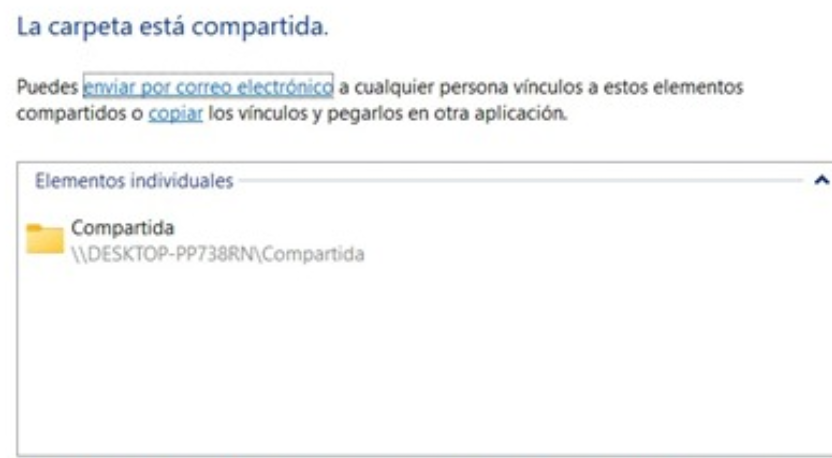 La carpeta está compartida.
Puedes enviar por correo electrónico a cualquier persona vínculos a estos elementos
compartidos o copiar los vínculos y pegarlos en otra aplicación.
Elementos individuales
Compartida
\\DESKTOP-PP738RN\Compartida